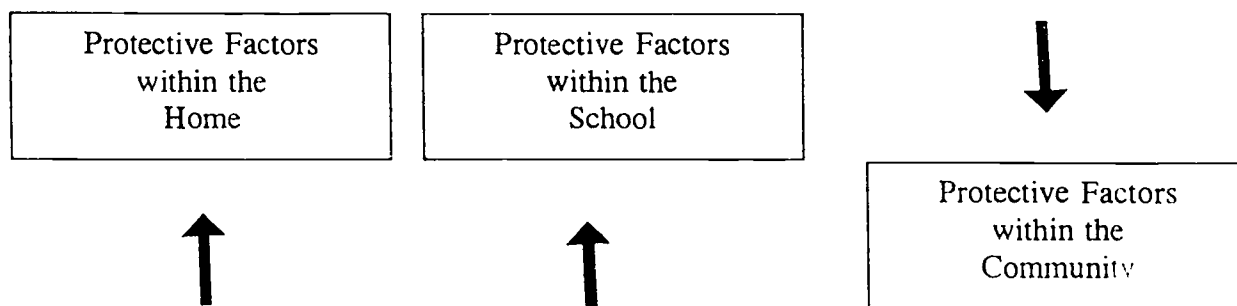 Protective Factors
within the
Home
Protective Factors
within the
School
Protective Factors
within the
Community